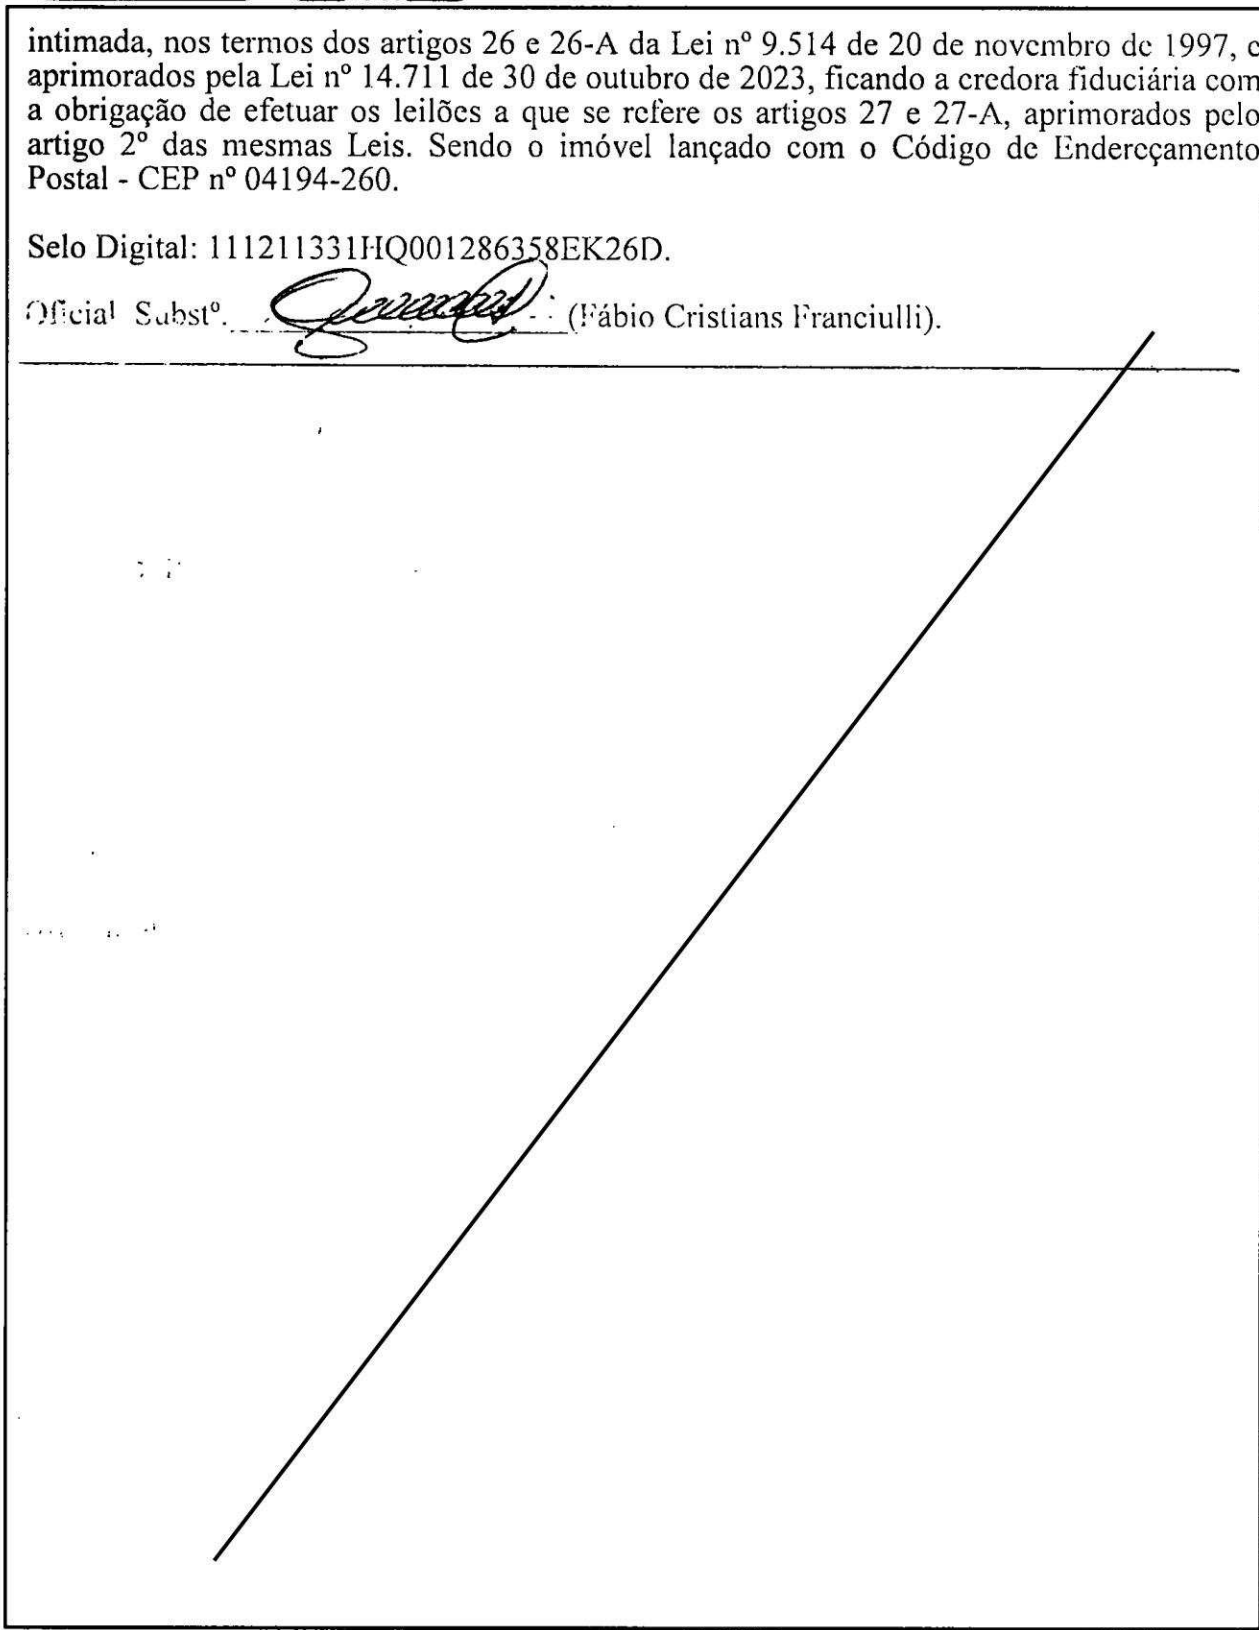 intimada, nos termos dos artigos 26 e 26-A da Lei nº 9.514 de 20 de novembro de 1997, e
aprimorados pela Lei nº 14.711 de 30 de outubro de 2023, ficando a credora fiduciária com
a obrigação de efetuar os leilões a que se refere os artigos 27 e 27-A, aprimorados pelo
artigo 2º das mesmas Leis. Sendo o imóvel lançado com o Código de Endereçamento
Postal - CEP nº 04194-260.
Selo Digital: 111211331HQ001286358EK26D.
Oficial Substº. (Fábio Cristians Franciulli).